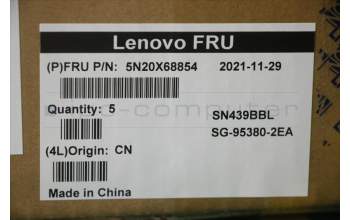 Lenovo FRU
(P)FRU P/N: 5N20X68854 2021-11-29
Quantity: 5
SN439BBL
SG-95380-2EA
(4L)Origin: CN
Made in China